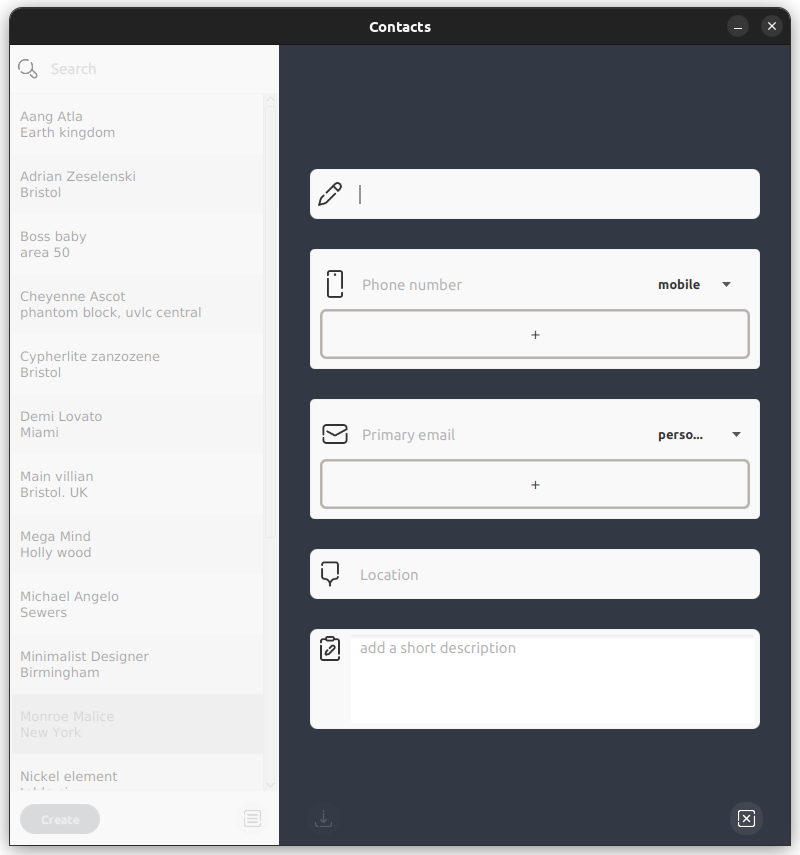 Contacts
Search
Aang Atla
Earth kingdom
Adrian Zeselenski
Bristol
Boss baby
area 50
Cheyenne Ascot
phantom block, uvlc central
Cypherlite zanzozene
Bristol
Demi Lovato
Miami
Main villian
Bristol. UK
Mega Mind
Holly wood
Michael Angelo
Sewers
Minimalist Designer
Birmingham
Monroe Malice
New York
Nickel element
Create
Phone number mobile
+
Primary email perso...
+
Location
add a short description